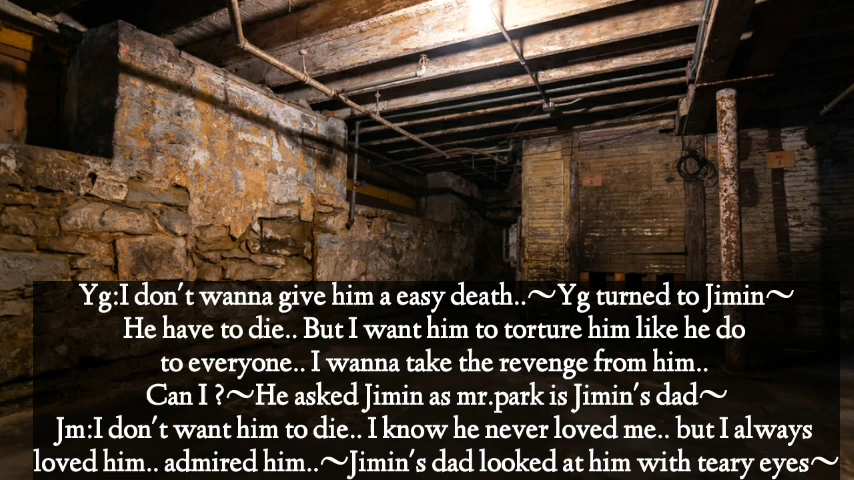 Yg:I don't wanna give him a easy death..~Yg turned to Jimin~
He have to die.. But I want him to torture him like he do
to everyone.. I wanna take the revenge from him..
Can I ?~He asked Jimin as mr.park is Jimin's dad~
Jm:I don't want him to die.. I know he never loved me.. but I always
loved him.. admired him..~Jimin's dad looked at him with teary eyes~